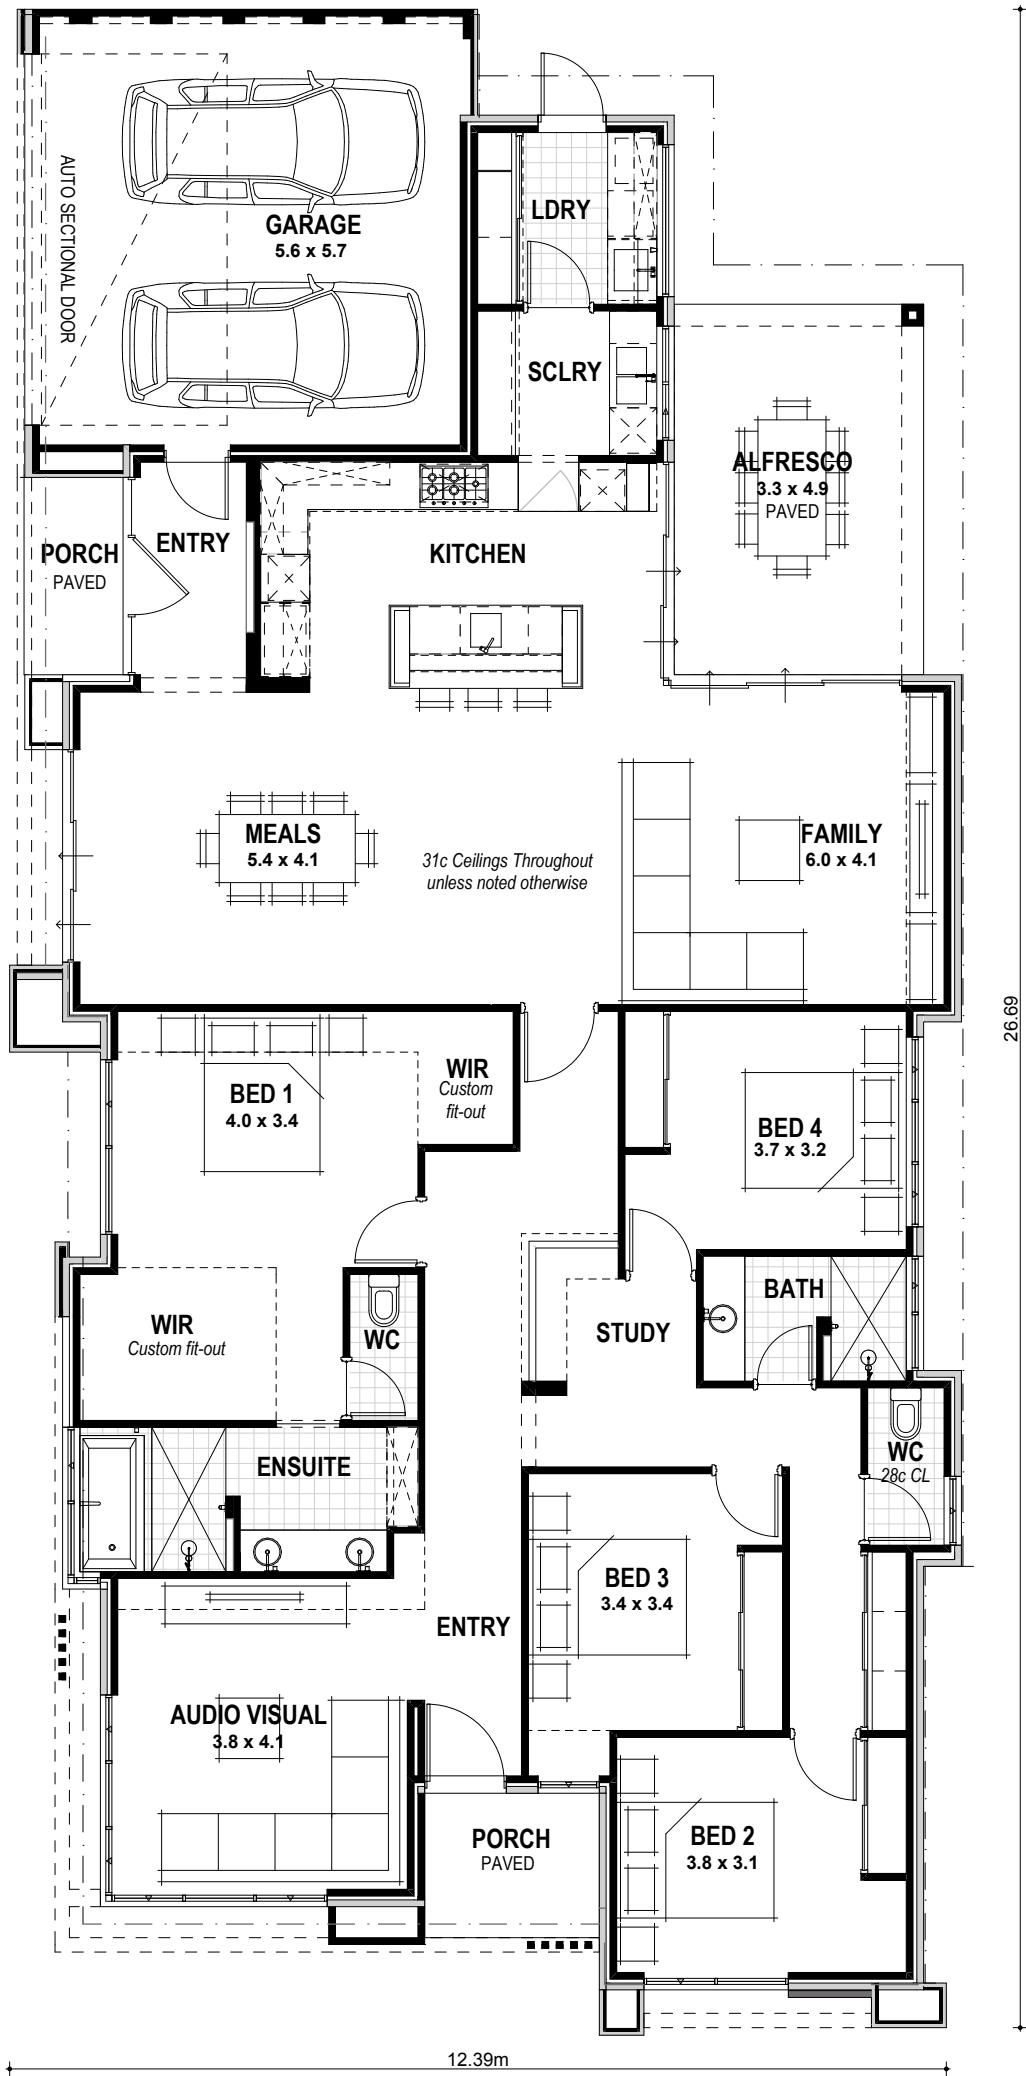 AUTO SECTIONAL DOOR
GARAGE
5.6 x 5.7
LDRY
SCLRY
ALFRESCO
3.3 x 4.9
PAVED
PORCH
PAVED
ENTRY
KITCHEN
MEALS
5.4 x 4.1
31c Ceilings Throughout
unless noted otherwise
FAMILY
6.0 x 4.1
26.69
BED 1
4.0 x 3.4
WIR
Custom
fit-out
BED 4
3.7 x 3.2
WIR
Custom fit-out
WC
STUDY
BATH
ENSUITE
WC
28c CL
BED 3
3.4 x 3.4
ENTRY
AUDIO VISUAL
3.8 x 4.1
PORCH
PAVED
BED 2
3.8 x 3.1
12.39m